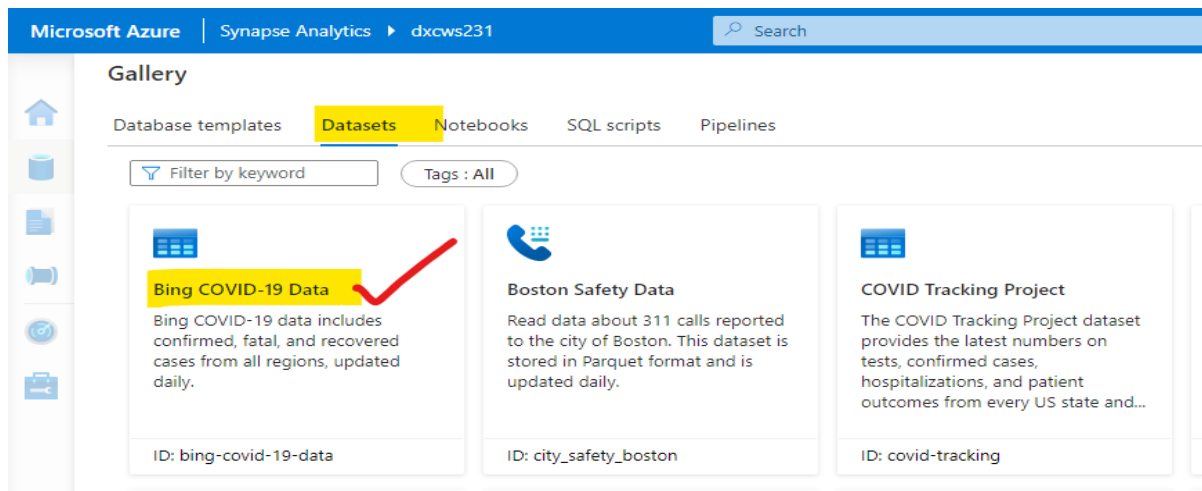 Microsoft Azure
Synapse Analytics
dxcws231
Search
Gallery
Database templates
Datasets
Notebooks
SQL scripts
Pipelines
Filter by keyword
Tags : All
Bing COVID-19 Data
Bing COVID-19 data includes
confirmed, fatal, and recovered
cases from all regions, updated
daily.
ID: bing-covid-19-data
Boston Safety Data
Read data about 311 calls reported
to the city of Boston. This dataset is
stored in Parquet format and is
updated daily.
ID: city_safety_boston
COVID Tracking Project
The COVID Tracking Project dataset
provides the latest numbers on
tests, confirmed cases,
hospitalizations, and patient
outcomes from every US state and...
ID: covid-tracking